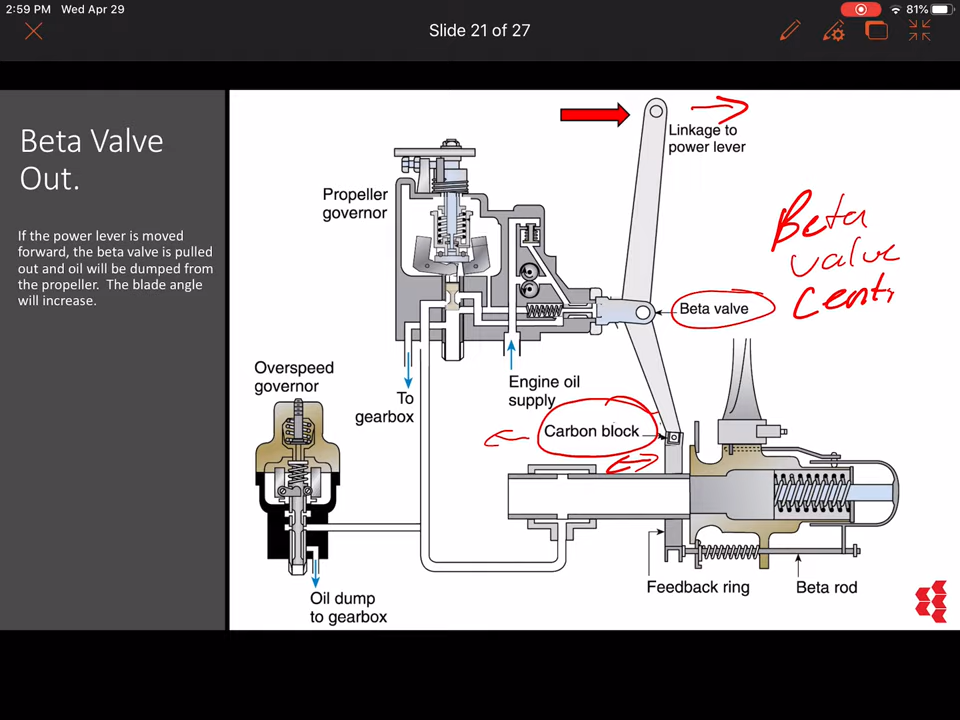 2:59 PM Wed Apr 29
81%
Slide 21 of 27
Beta Valve
Out.
If the power lever is moved
forward, the beta valve is pulled
out and oil will be dumped from
the propeller. The blade angle
will increase.
Linkage to
power lever
Propeller
governor
Beta
valve
Cent
Beta valve
Overspeed
governor
To
gearbox
Engine oil
supply
Carbon block
Feedback ring
Beta rod
Oil dump
to gearbox